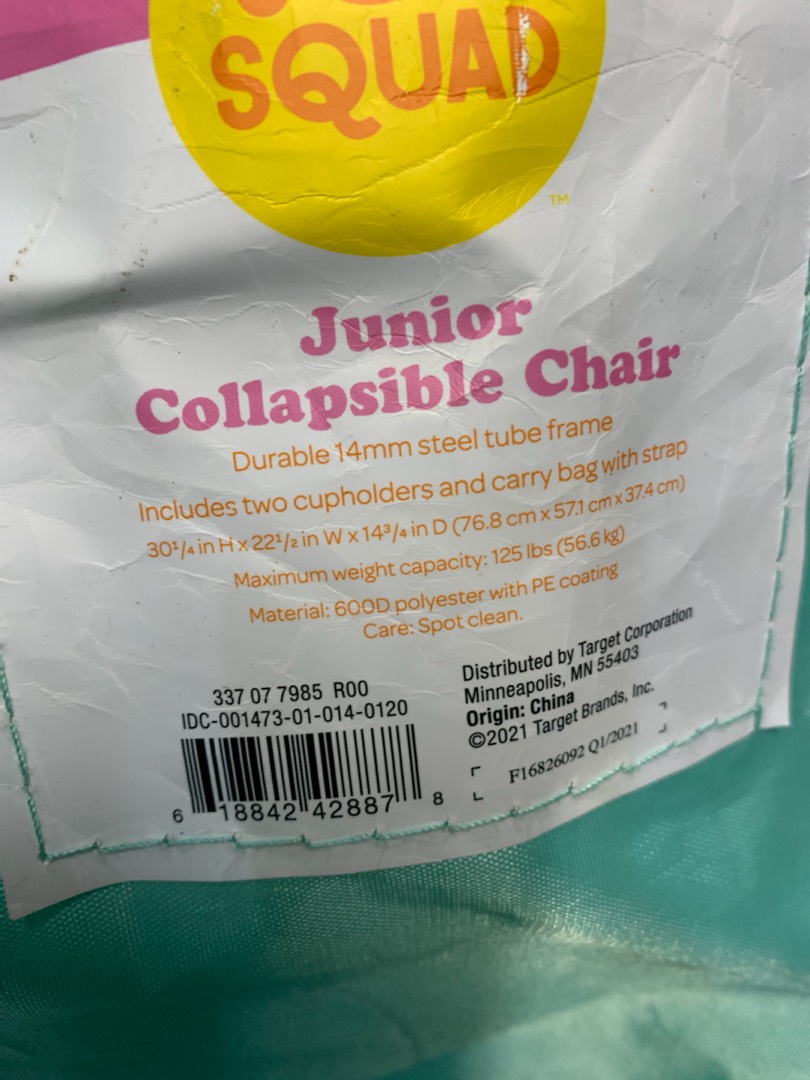 SQUAD
TM
Junior
Collapsible Chair
Durable 14mm steel tube frame
Includes two cupholders and carry bag with strap
30¹/₄ in H x 22¹/₂ in W x 14³/₄ in D (76.8 cm x 57.1 cm x 37.4 cm)
Maximum weight capacity: 125 lbs (56.6 kg)
Material: 600D polyester with PE coating
Care: Spot clean.
337 07 7985 R00
IDC-001473-01-014-0120
6 18842 42887 8
Distributed by Target Corporation
Minneapolis, MN 55403
Origin: China
©2021 Target Brands, Inc.
F16826092 Q1/2021